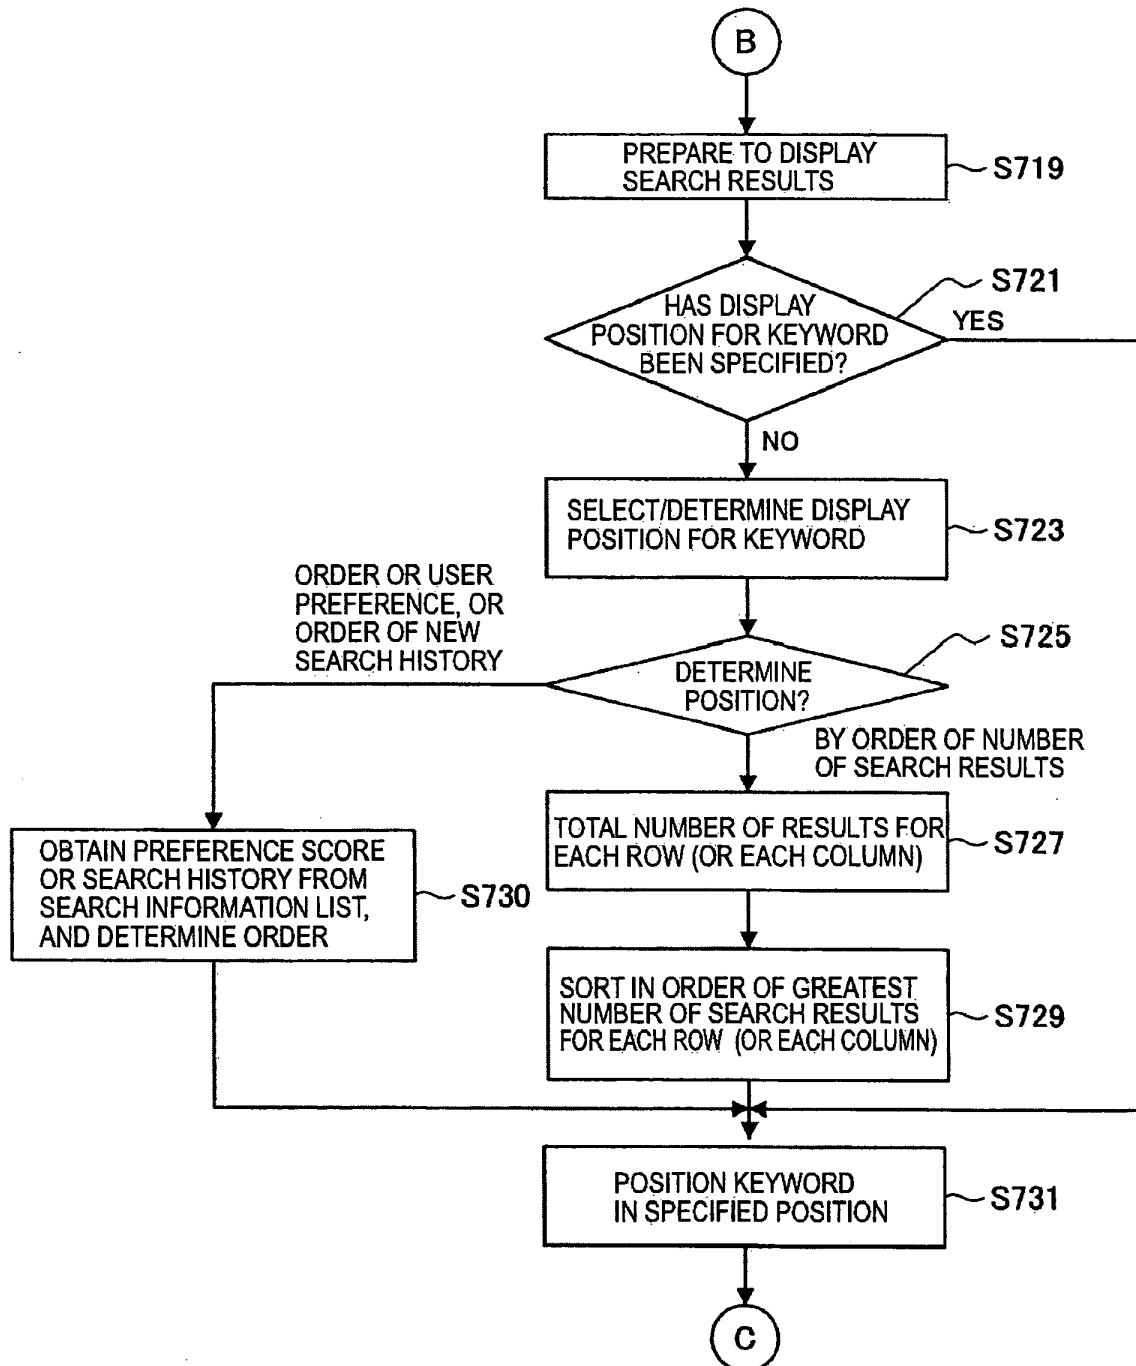 B
PREPARE TO DISPLAY
SEARCH RESULTS
S719
HAS DISPLAY
POSITION FOR KEYWORD
BEEN SPECIFIED?
S721
YES
NO
SELECT/DETERMINE DISPLAY
POSITION FOR KEYWORD
S723
ORDER OR USER
PREFERENCE, OR
ORDER OF NEW
SEARCH HISTORY
DETERMINE
POSITION?
S725
BY ORDER OF NUMBER
OF SEARCH RESULTS
TOTAL NUMBER OF RESULTS FOR
EACH ROW (OR EACH COLUMN)
S727
OBTAIN PREFERENCE SCORE
OR SEARCH HISTORY FROM
SEARCH INFORMATION LIST,
AND DETERMINE ORDER
S730
SORT IN ORDER OF GREATEST
NUMBER OF SEARCH RESULTS
FOR EACH ROW (OR EACH COLUMN)
S729
POSITION KEYWORD
IN SPECIFIED POSITION
S731
C